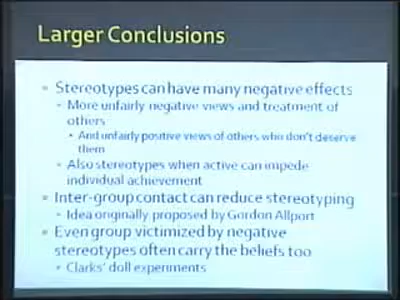 Larger Conclusions
Stereotypes can have many negative effects
More unfairly negative views and treatment of
others
And unfairly positive views of others who don't deserve
them
Also stereotypes when active can impede
individual achievement
Inter-group contact can reduce stereotyping
Idea originally proposed by Gordon Allport
Even group victimized by negative
stereotypes often carry the beliefs too
Clarks' doll experiments